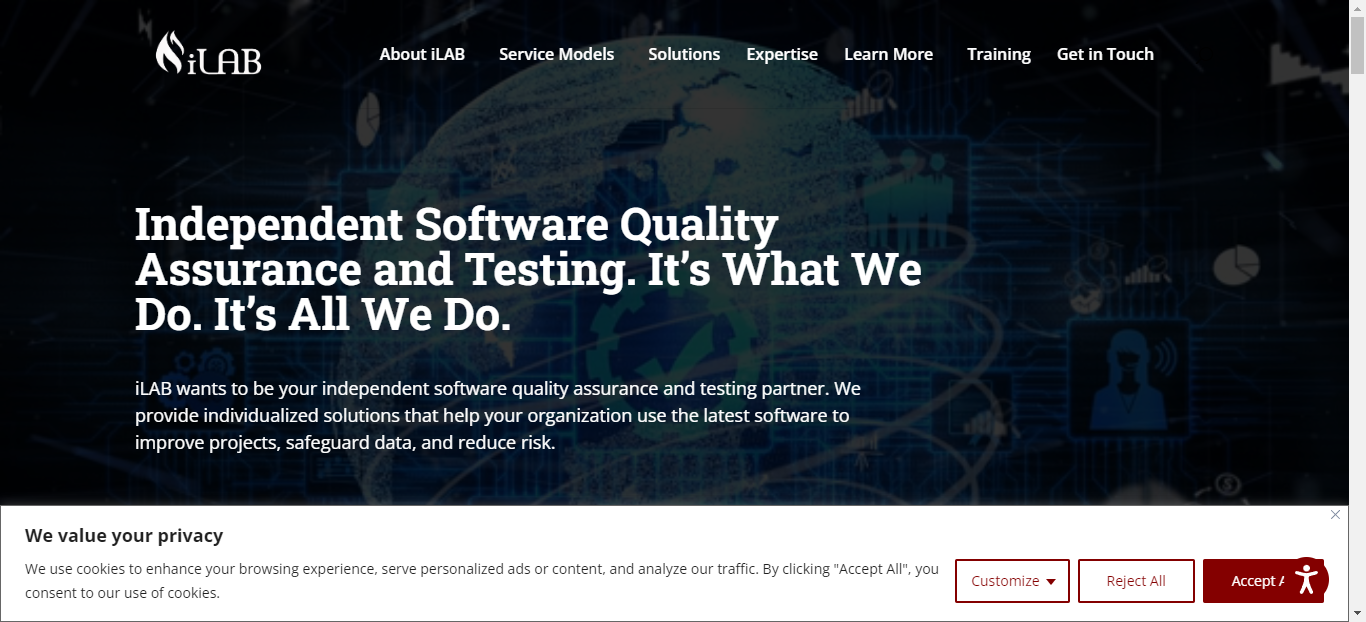 iLAB
About iLAB
Service Models
Solutions
Expertise
Learn More
Training
Get in Touch
Independent Software Quality
Assurance and Testing. It’s What We
Do. It’s All We Do.
iLAB wants to be your independent software quality assurance and testing partner. We
provide individualized solutions that help your organization use the latest software to
improve projects, safeguard data, and reduce risk.
We value your privacy
We use cookies to enhance your browsing experience, serve personalized ads or content, and analyze our traffic. By clicking "Accept All", you
consent to our use of cookies.
Customize
Reject All
Accept